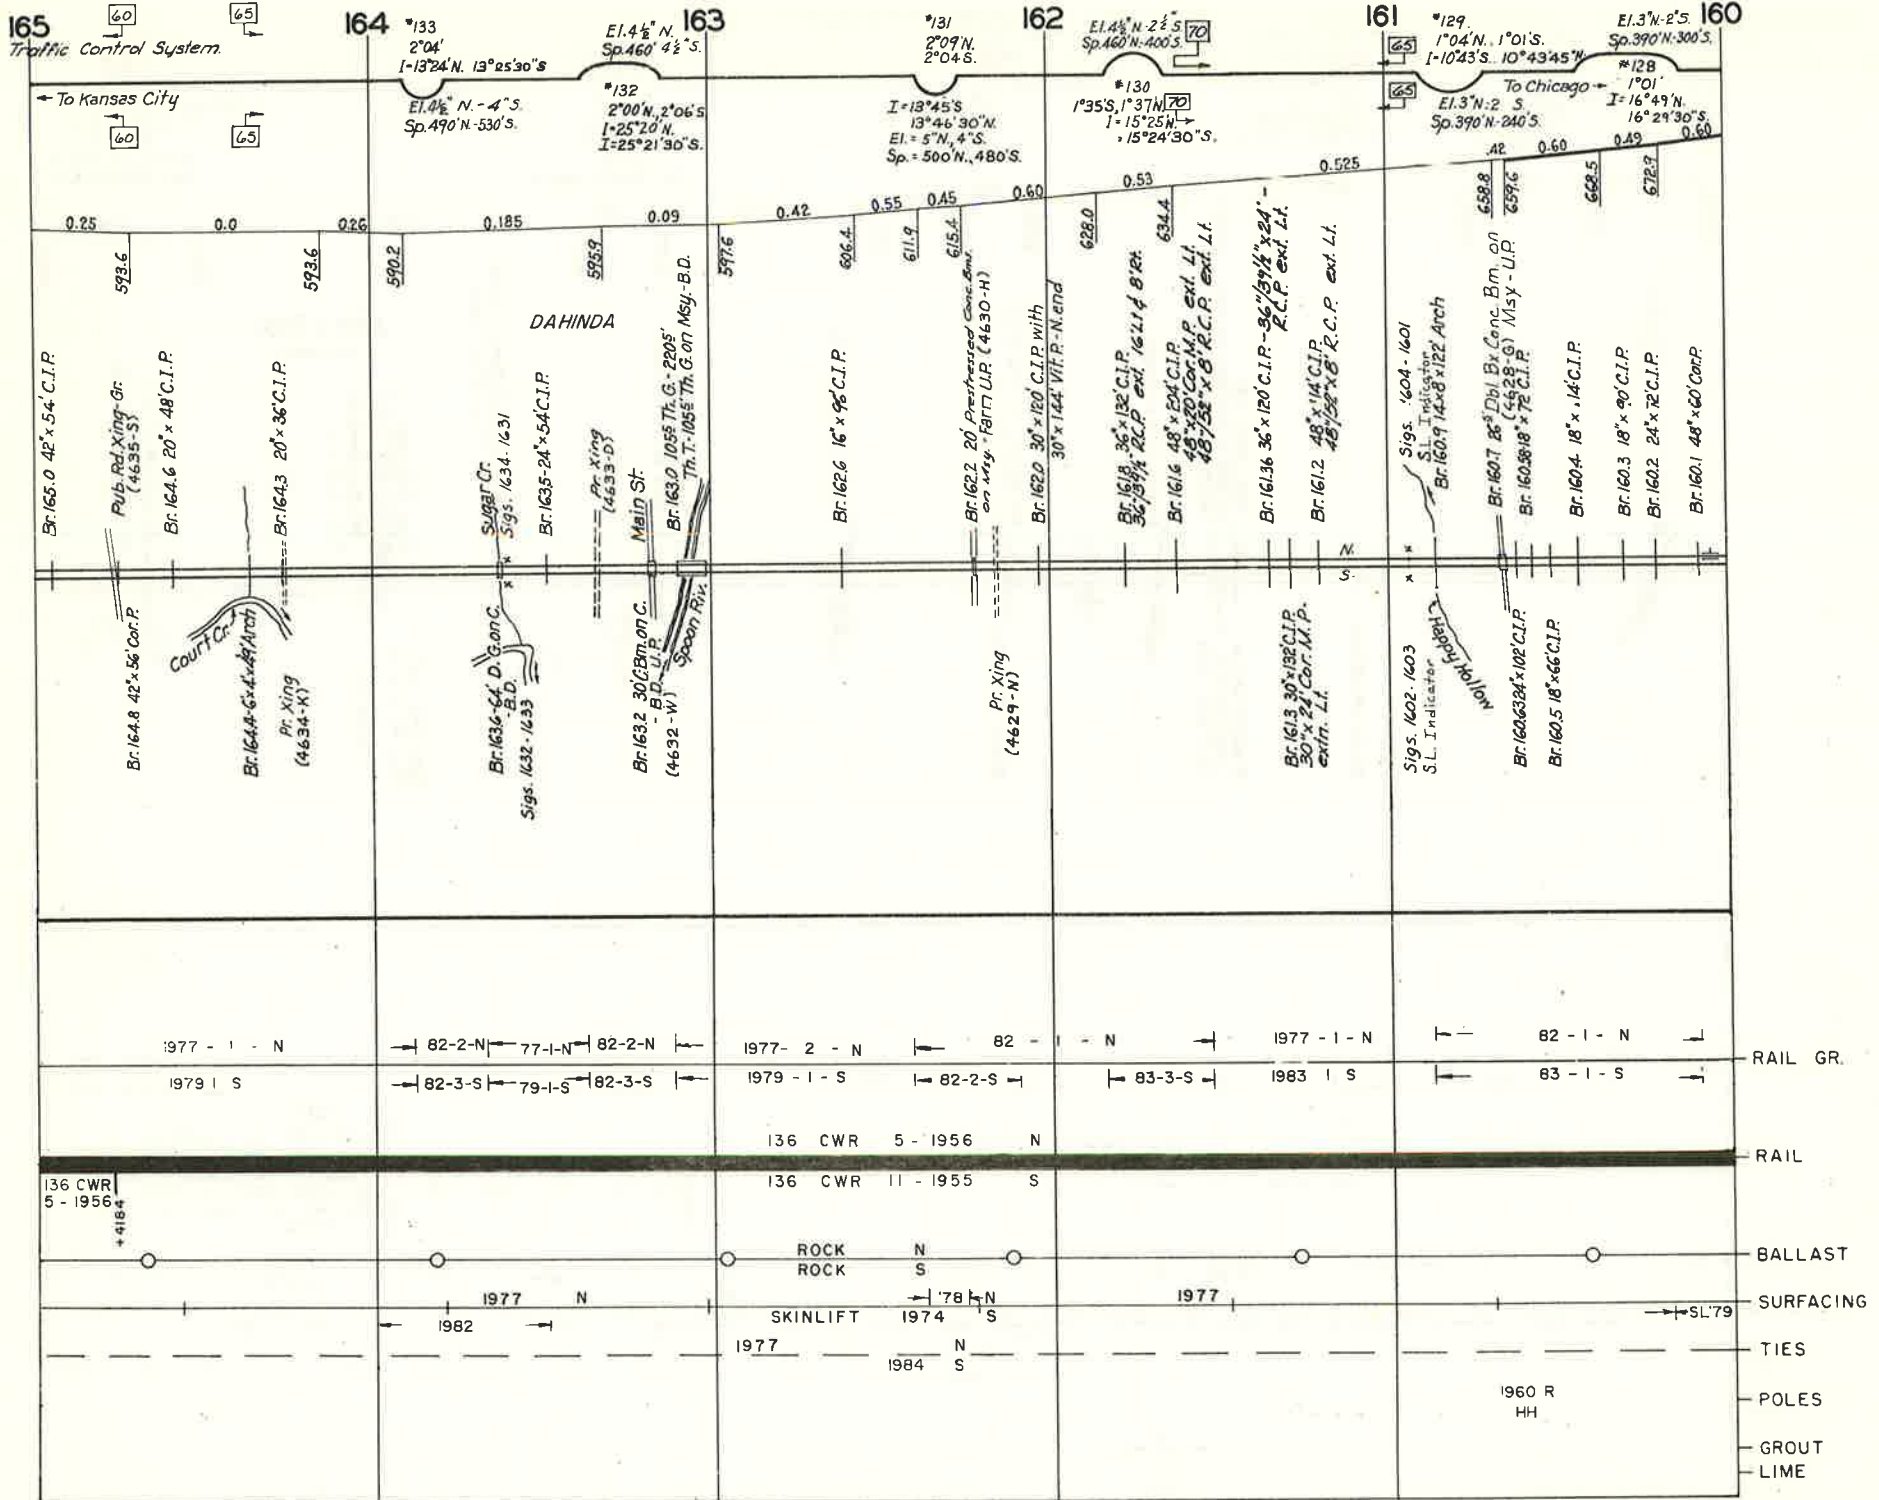 165
164
163
162
161
160
60
65
Traffic Control System.
#133
2°04'
I=13°24'N. 13°25'30"S
El.4½" N.
Sp.460' 4½"S.
#131
2°09'N.
2°04 S.
El.4½"N-2½"S.
Sp.460'N-400'S.
70
65
#129.
1°04'N., 1°01'S.
I=10°43'S.. 10°43'45"N.
El.3"N-2"S.
Sp.390'N-300'S.
← To Kansas City
60
65
El.4½" N.-4"S.
Sp.490'N-530'S.
#132
2°00'N., 2°06'S
I=25°20'N.
I=25°21'30"S.
I=13°45'S
13°46'30"N.
El.= 5"N, 4"S.
Sp.= 500'N., 480'S.
#130
1°35'S, 1°37'N.
70
I=15°25'N.
=15°24'30"S.
65
El.3"N:2 S.
Sp.390'N-240'S.
To Chicago →
#128
1°01'
I=16°49'N.
16°29'30"S.
0.25
0.0
0.26
0.185
0.09
0.42
0.55
0.45
0.60
0.53
0.525
.42
0.60
0.49
0.60
593.6
593.6
590.2
595.9
597.6
606.4
611.9
615.4
628.0
634.4
658.8
659.6
668.5
672.9
DAHINDA
Br.165.0 42"x54' C.I.P.
Pub.Rd.Xing-Gr.
(4635-S)
Br.164.6 20"x48'C.I.P.
Br.164.3 20"x36'C.I.P.
Sugar Cr.
Sigs. 1634-1631
Br.163.5-24"x54'C.I.P.
Pr. Xing
(4633-D)
Main St.
Br.163.0 105⁵ Th.G.-220⁵'
Th.T.-105⁵'Th.G.on Msy.-B.D.
Br.162.6 16"x96'C.I.P.
Br.162.2 20' Prestressed Conc.Bms.
on Msy.-Farm U.P. (4630-H)
Br.162.0 30"x120' C.I.P. with
30"x144' Vit.P.-N.end
Br.161.8 36"x132'C.I.P.
36"/39½" R.C.P. ext. 16'Lt & 8'Rt.
Br.161.6 48"x204'C.I.P.
48"x20'Cor.M.P. ext. Lt.
48"/52"x8' R.C.P. ext. Lt.
Br.161.36 36"x120' C.I.P.-36"/39½"x24'-
R.C.P. ext. Lt.
Br.161.2 48"x114'C.I.P.
48"/52"x8' R.C.P. ext. Lt.
Sigs. 1604-1601
S.L. Indicator
Br.160.9 14x8x122' Arch
Br.160.7 26⁵' Dbl Bx Conc. Bm. on
(4628-G) Msy-U.P.
Br.160.58 18"x72'C.I.P.
Br.160.4 18"x114'C.I.P.
Br.160.3 18"x90'C.I.P.
Br.160.2 24"x72'C.I.P.
Br.160.1 48"x60'Cor.P.
N.
S.
Br.164.8 42"x56' Cor.P.
Court Cr.
Br.164.4-6'x4'x49'Arch
Pr. Xing
(4634-K)
Br.163.6-64' D.G.on C.
-B.D.
Sigs. 1632-1633
Br.163.2 30'C.Bm.on C.
-B.D. U.P.
(4632-W)
Spoon Riv.
Pr. Xing
(4629-N)
Br.161.3 30"x132'C.I.P.
30"x24' Cor. M.P.
extn. Lt.
Sigs. 1602-1603
S.L. Indicator
Happy Hollow
Br.160.63 24"x102'C.I.P.
Br.160.5 18"x66'C.I.P.
1977 - 1 - N
82-2-N
77-1-N
82-2-N
1977- 2 - N
82 - 1 - N
1977 - 1 - N
82 - 1 - N
RAIL GR.
1979 1 S
82-3-S
79-1-S
82-3-S
1979 - 1 - S
82-2-S
83-3-S
1983 1 S
83 - 1 - S
136 CWR 5 - 1956 N
RAIL
136 CWR
5 - 1956
+4184
136 CWR 11 - 1955 S
ROCK N
ROCK S
BALLAST
1977 N
'78 N
1977
SURFACING
1982
SKINLIFT 1974 S
SL'79
1977 N
1984 S
TIES
1960 R
HH
POLES
GROUT
LIME